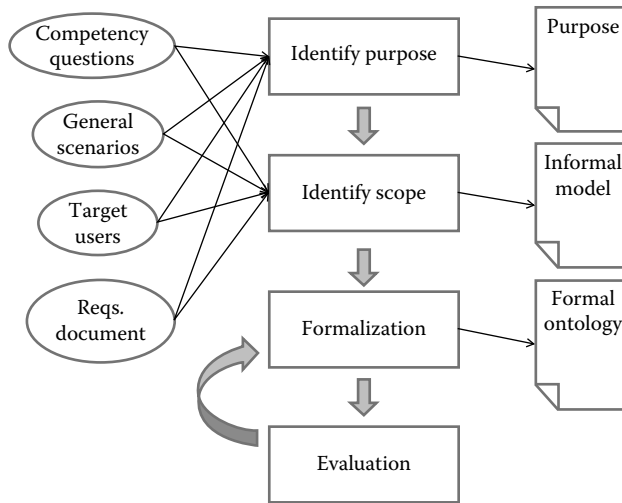 Competency
questions
General
scenarios
Target
users
Reqs.
document
Identify purpose
Identify scope
Formalization
Evaluation
Purpose
Informal
model
Formal
ontology